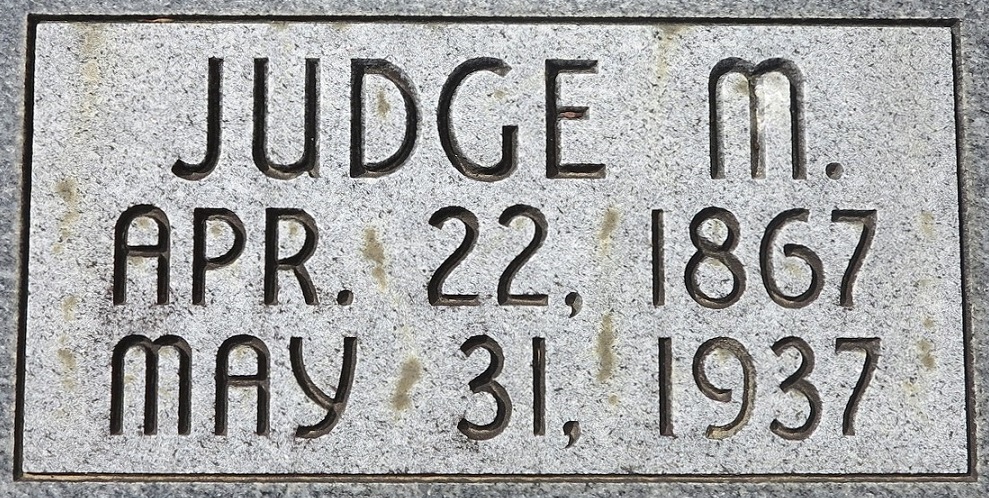 JUDGE M.
APR. 22, 1867
MAY 31, 1937